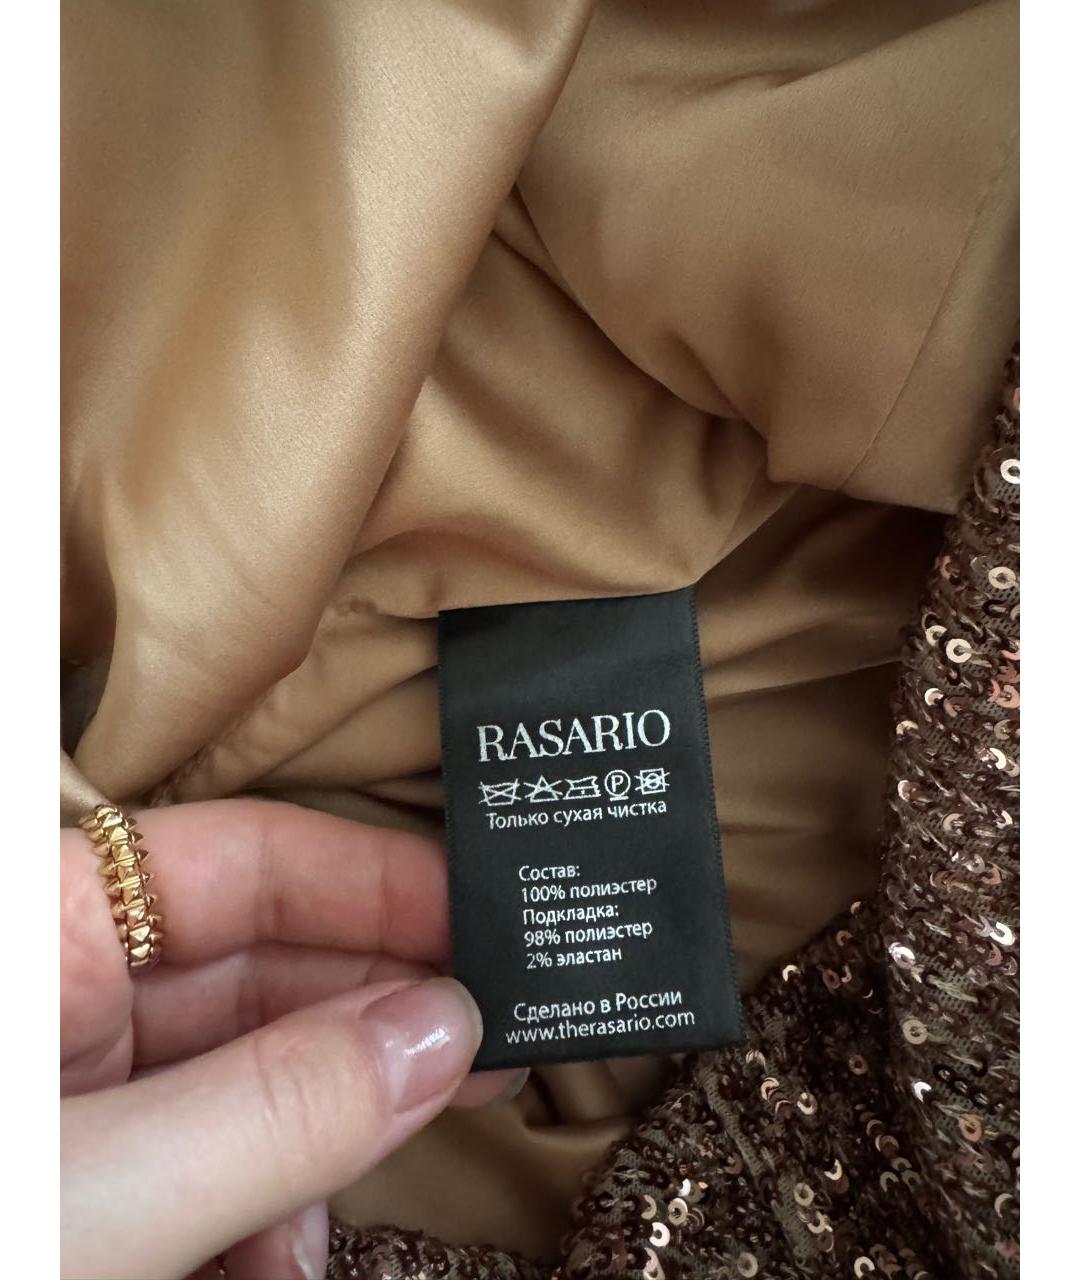 RASARIO
Только сухая чистка
Состав:
100% полиэстер
Подкладка:
98% полиэстер
2% эластан
Сделано в России
www.therasario.com